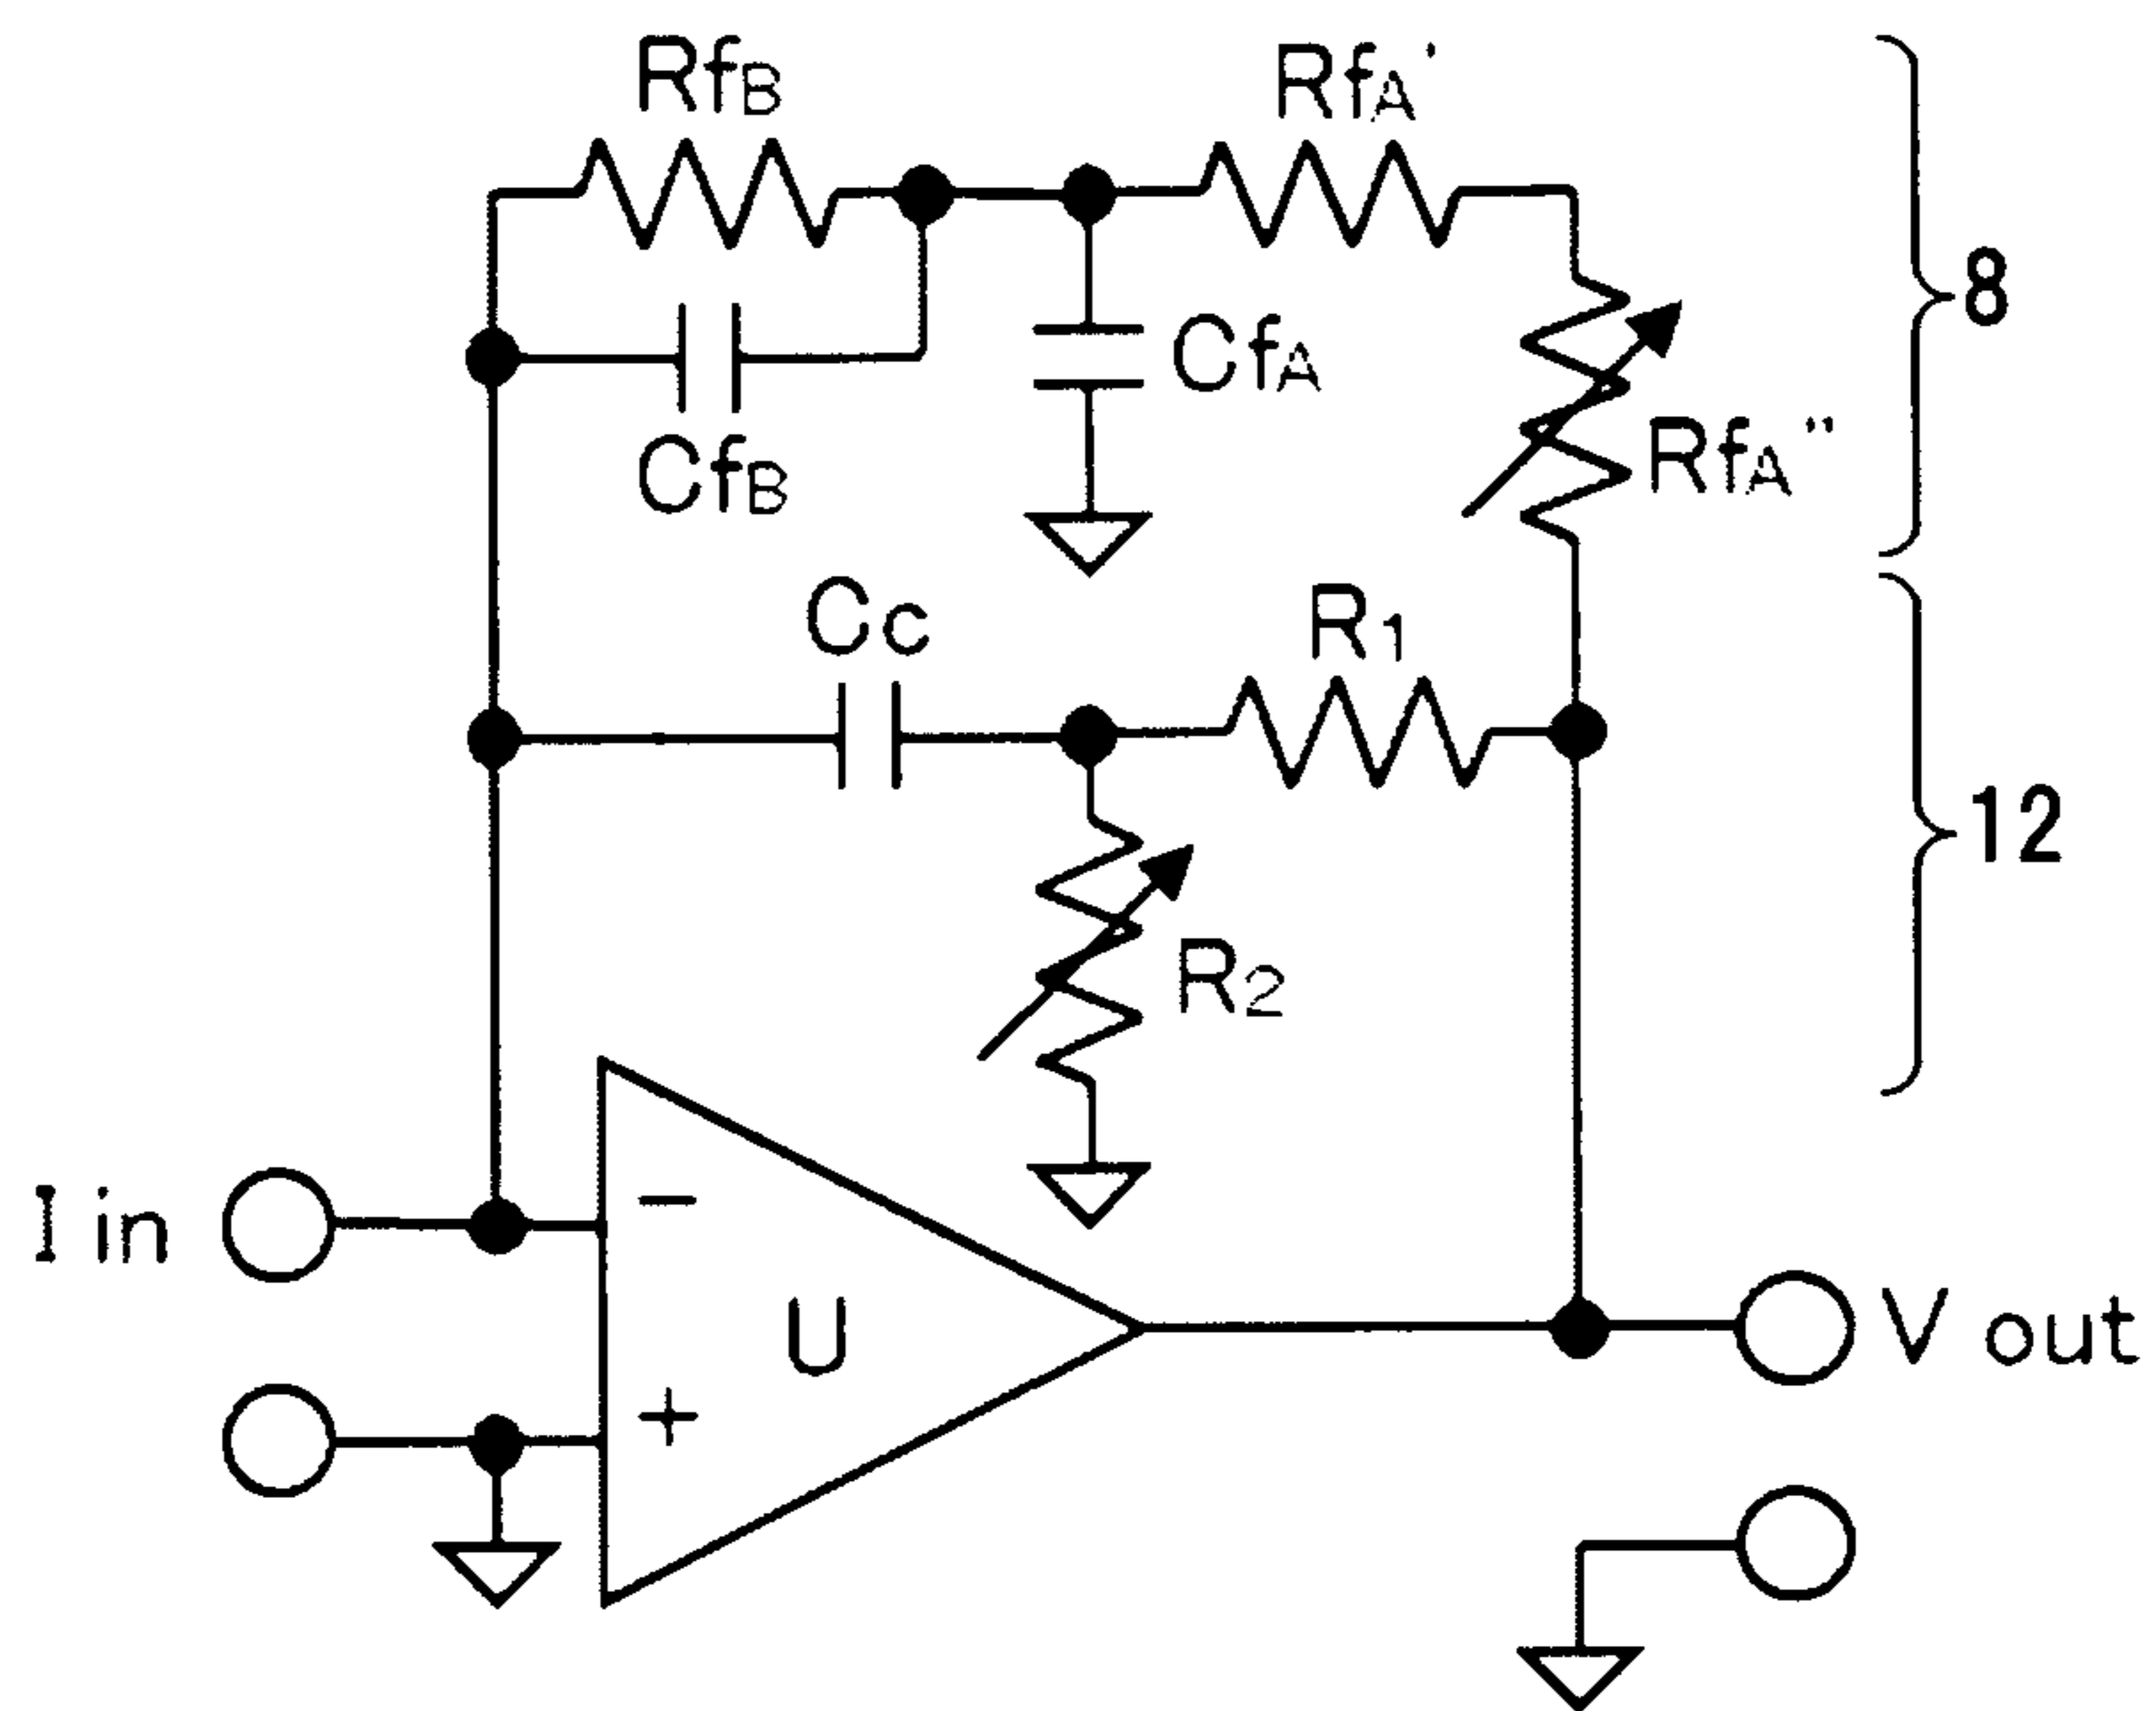 RfB
RfA'
8
CfA
RfA"
CfB
Cc
R1
12
R2
I in
−
U
+
V out